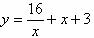 y = 16/x + x + 3